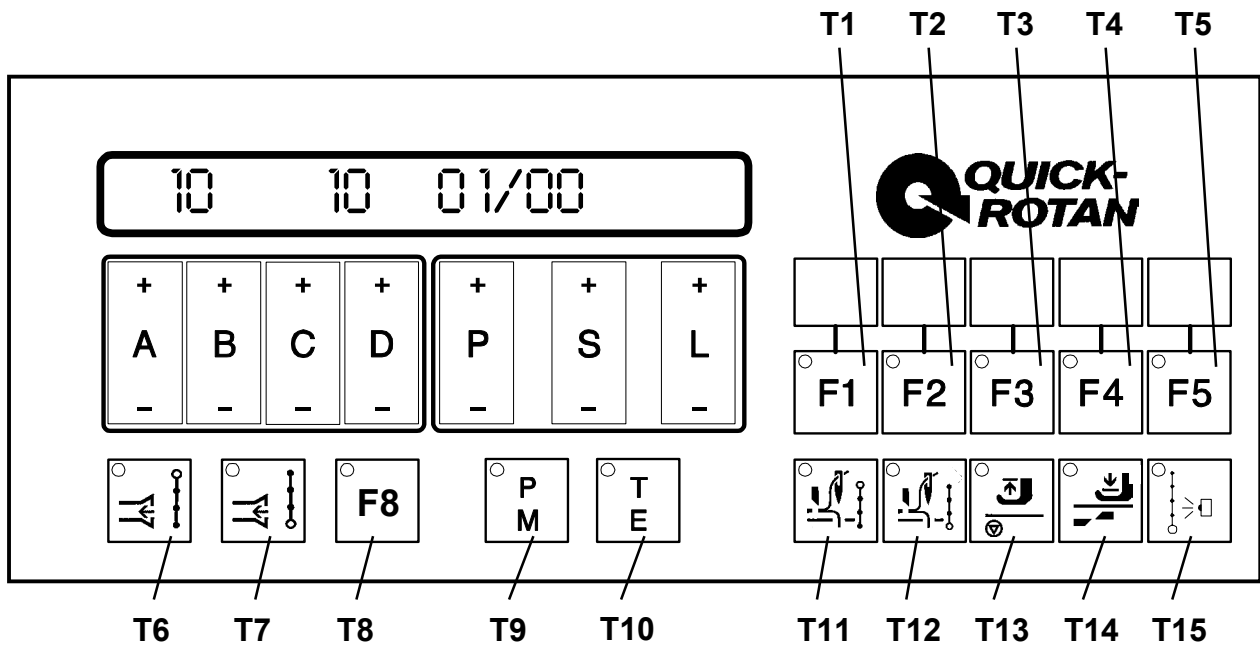 T1 T2 T3 T4 T5
10 10 01/00
QUICK-
ROTAN
+ + + + + + +
A B C D P S L
– – – – – – –
F1 F2 F3 F4 F5
F8
P
M
T
E
T6 T7 T8 T9 T10 T11 T12 T13 T14 T15